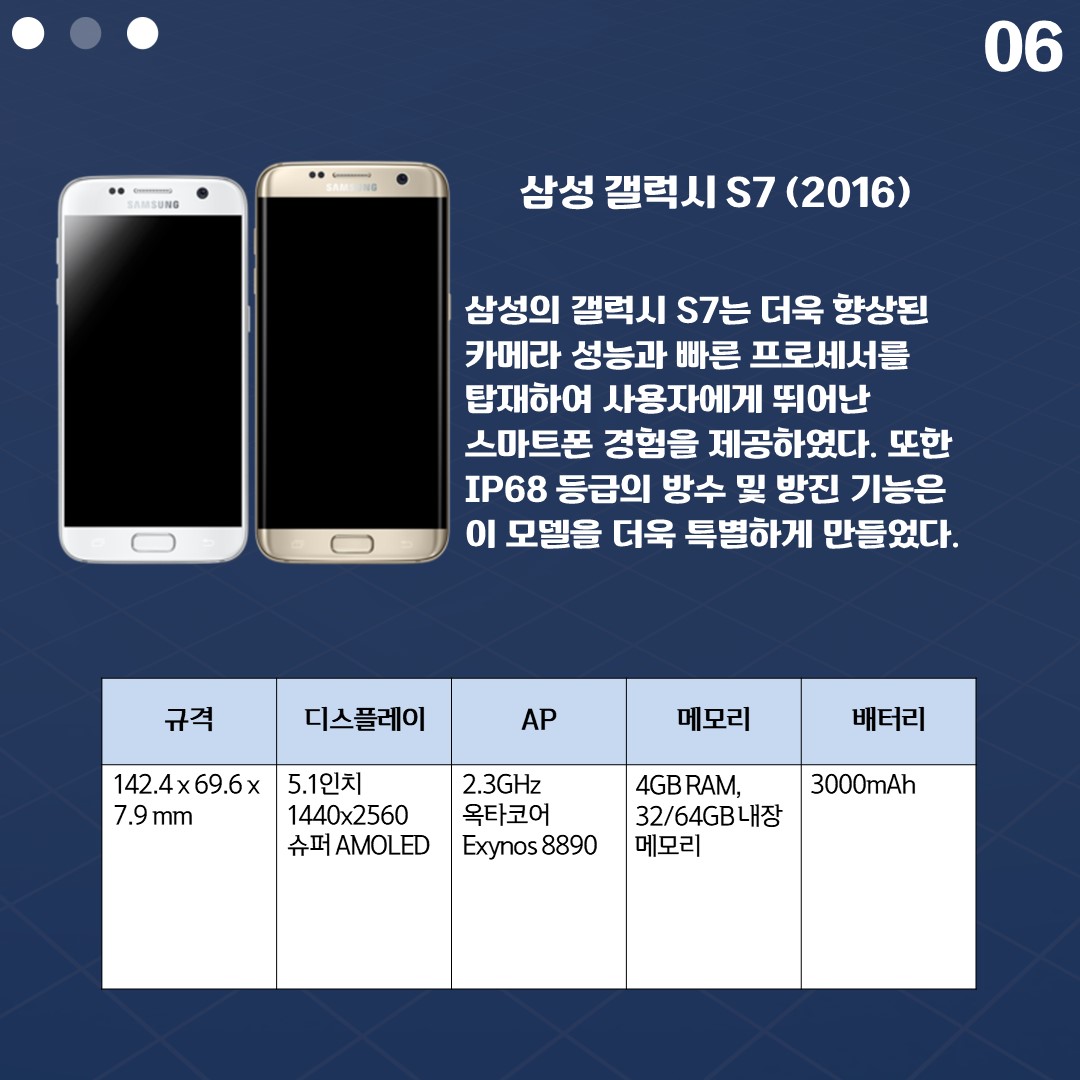 06
SAMSUNG
SAMSUNG
삼성 갤럭시 S7 (2016)
삼성의 갤럭시 S7는 더욱 향상된
카메라 성능과 빠른 프로세서를
탑재하여 사용자에게 뛰어난
스마트폰 경험을 제공하였다. 또한
IP68 등급의 방수 및 방진 기능은
이 모델을 더욱 특별하게 만들었다.
규격 디스플레이 AP 메모리 배터리
142.4 x 69.6 x 5.1인치 2.3GHz 4GB RAM, 3000mAh
7.9 mm 1440x2560 옥타코어 32/64GB 내장
슈퍼 AMOLED Exynos 8890 메모리